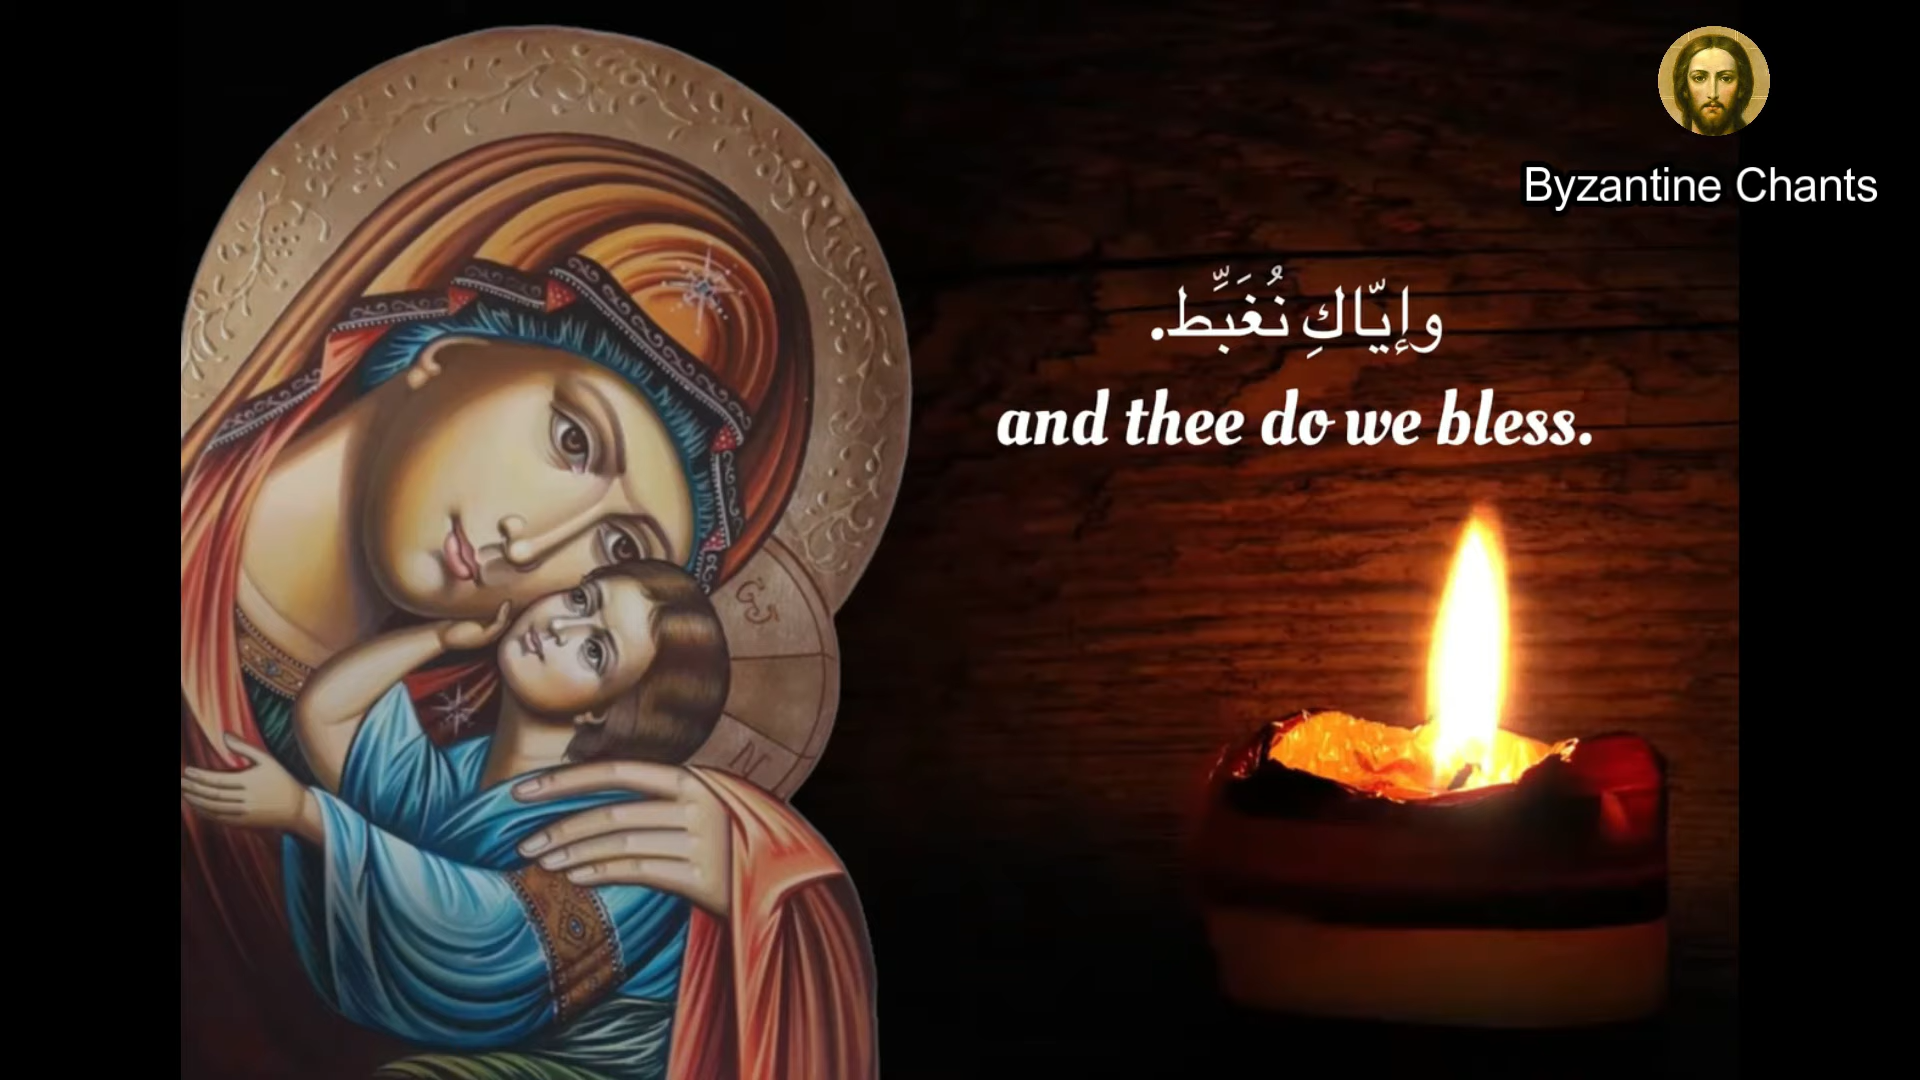 Byzantine Chants
وإيّاكِ نُغَبِّط.
and thee do we bless.